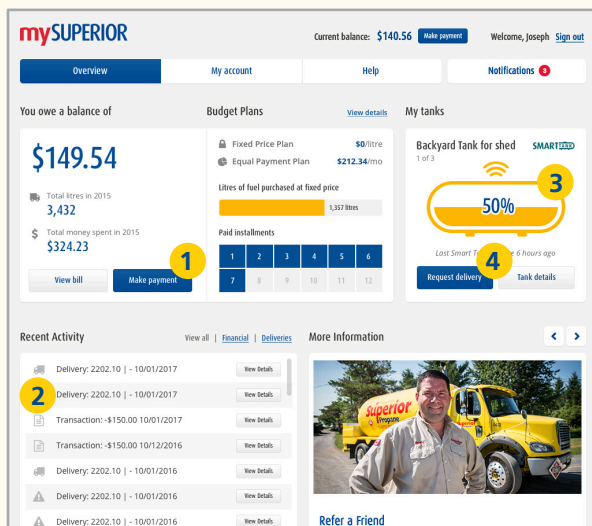 mySUPERIOR
Current balance: $140.56 Make payment Welcome, Joseph Sign out
Overview My account Help Notifications 3
You owe a balance of
$149.54
Total litres in 2015
3,432
Total money spent in 2015
$324.23
1
View bill Make payment
Budget Plans View details
Fixed Price Plan $0/litre
Equal Payment Plan $212.34/mo
Litres of fuel purchased at fixed price
1,357 litres
Paid installments
1 2 3 4 5 6
7 8 9 10 11 12
My tanks
Backyard Tank for shed SMARTTANK
1 of 3
3
50%
Last Smart T 6 hours ago
4
Request delivery Tank details
Recent Activity View all | Financial | Deliveries
Delivery: 2202.10 | - 10/01/2017 View Details
2
Delivery: 2202.10 | - 10/01/2017 View Details
Transaction: -$150.00 10/01/2017 View Details
Transaction: -$150.00 10/12/2016 View Details
Delivery: 2202.10 | - 10/01/2016 View Details
Delivery: 2202.10 | - 10/01/2016 View Details
Delivery: 2202.10 | - 10/01/2016 View Details
More Information
Superior
Propane
Refer a Friend